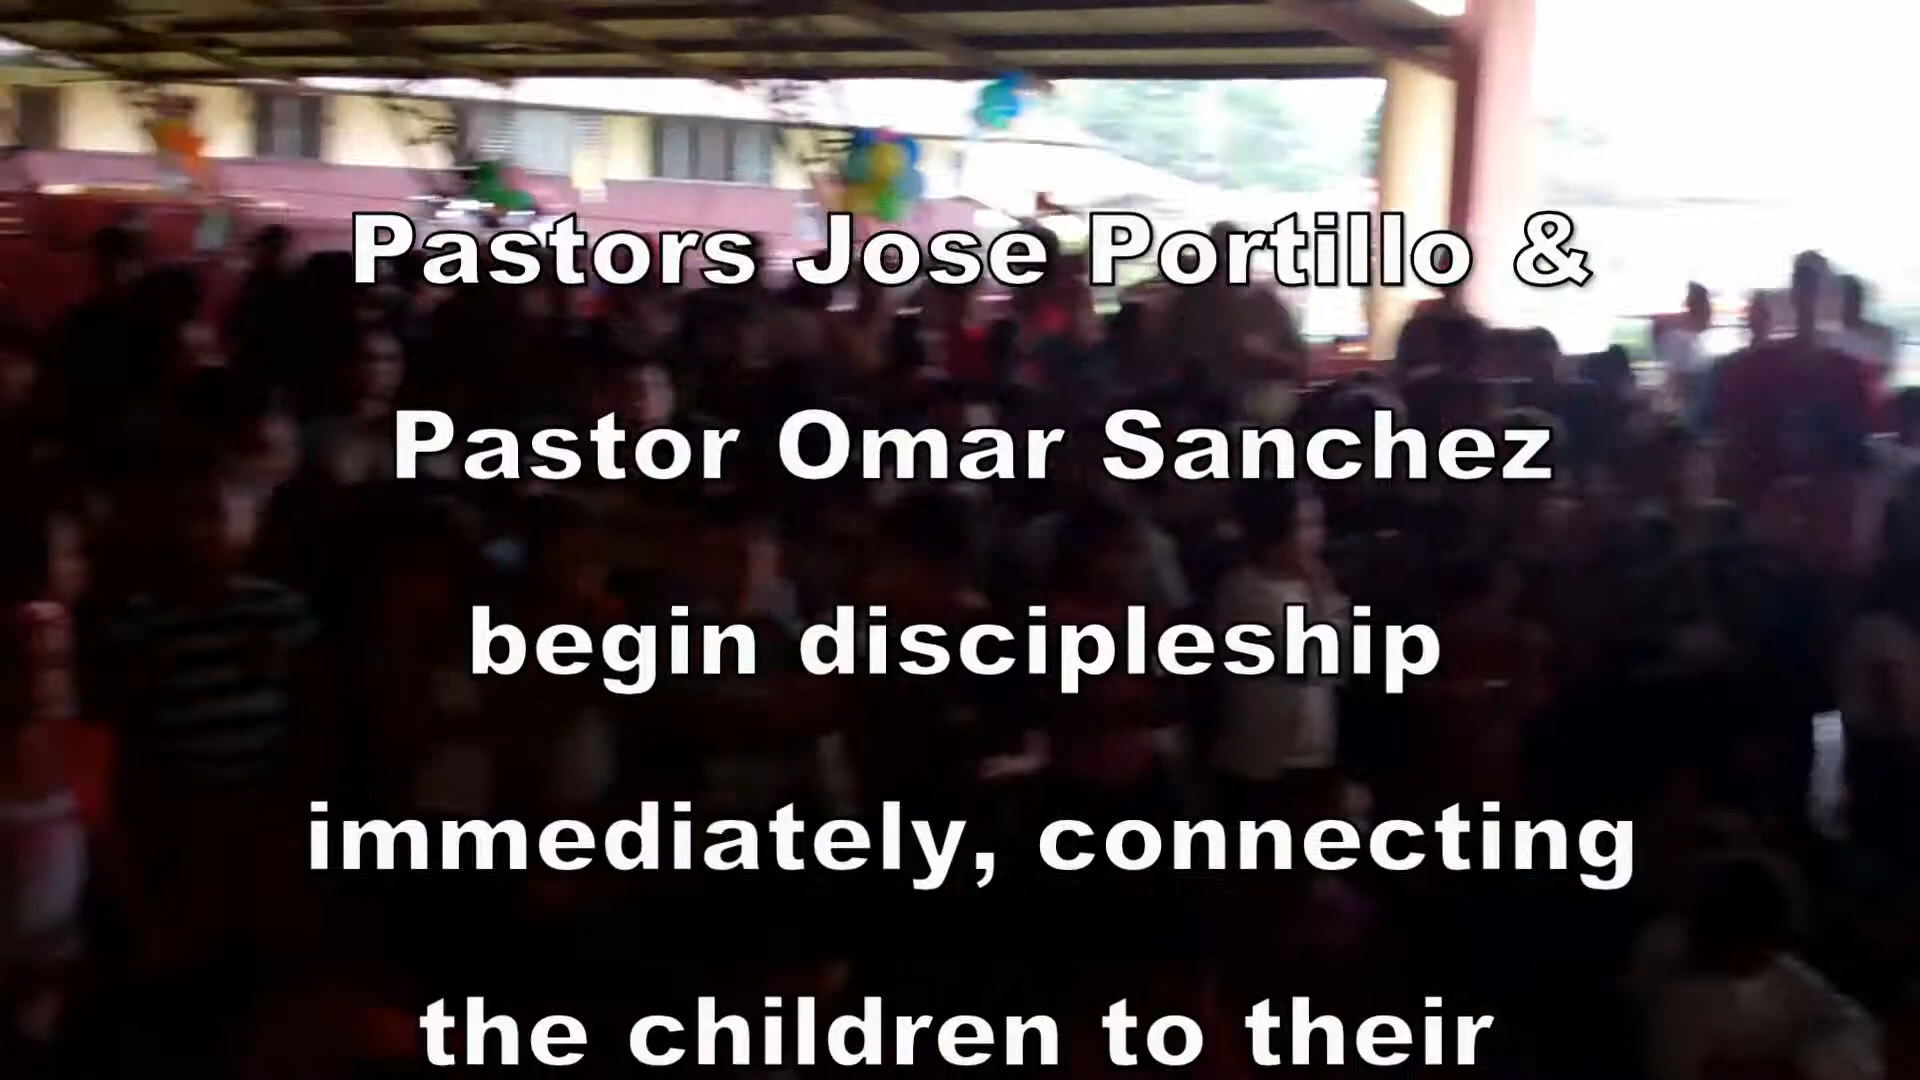 Pastors Jose Portillo &
Pastor Omar Sanchez
begin discipleship
immediately, connecting
the children to their